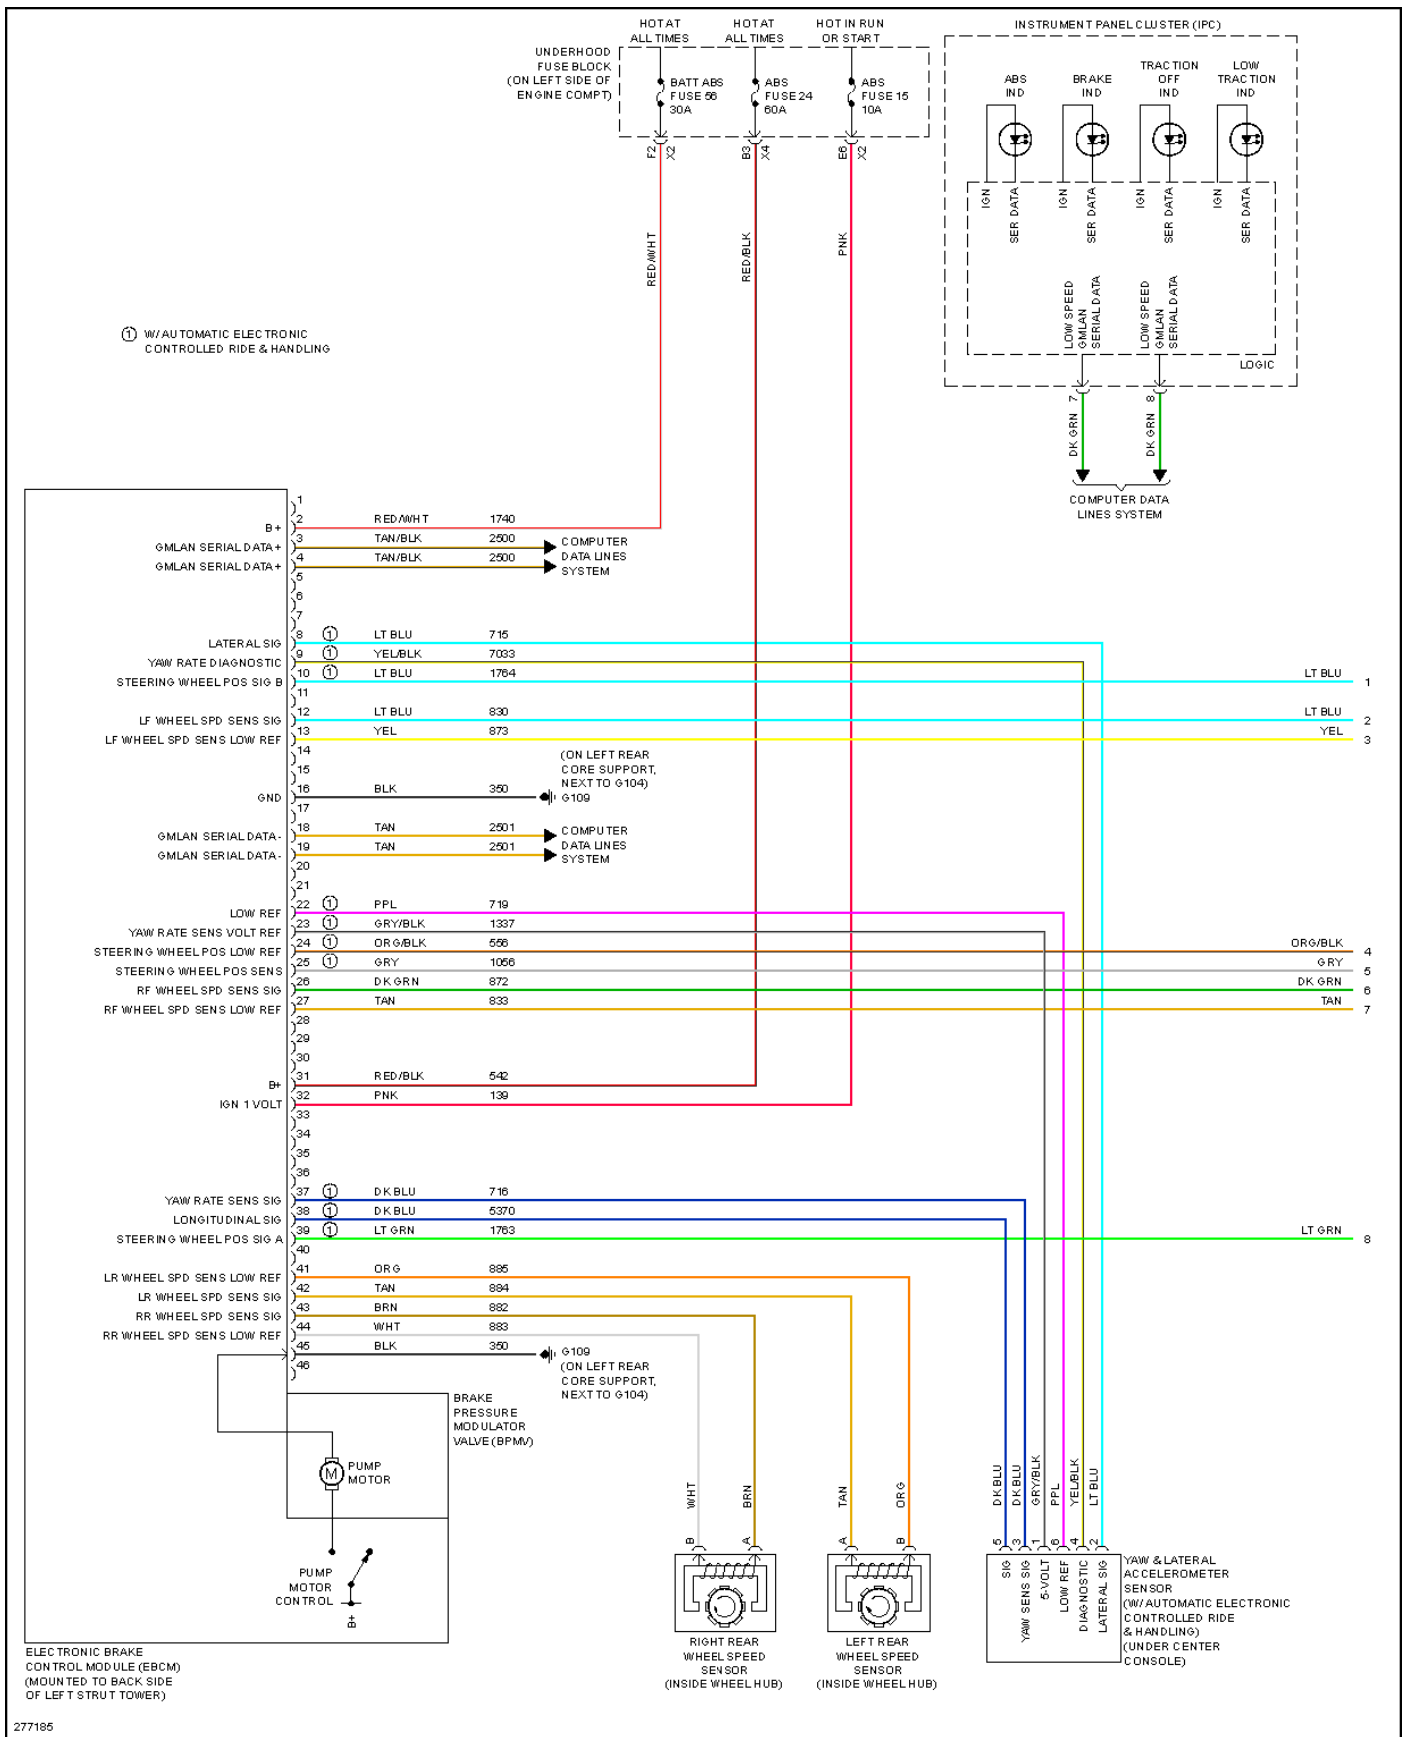 HOT AT
ALL TIMES
HOT AT
ALL TIMES
HOT IN RUN
OR START
UNDERHOOD
FUSE BLOCK
(ON LEFT SIDE OF
ENGINE COMPT)
BATT ABS
FUSE 56
30A
ABS
FUSE 24
60A
ABS
FUSE 15
10A
F2
X2
B3
X4
E6
X2
RED/WHT
RED/BLK
PNK
INSTRUMENT PANEL CLUSTER (IPC)
ABS
IND
BRAKE
IND
TRACTION
OFF
IND
LOW
TRACTION
IND
IGN
SER DATA
IGN
SER DATA
IGN
SER DATA
IGN
SER DATA
LOW SPEED
GMLAN
SERIAL DATA
LOW SPEED
GMLAN
SERIAL DATA
LOGIC
7
8
DK GRN
DK GRN
COMPUTER DATA
LINES SYSTEM
1 W/ AUTOMATIC ELECTRONIC
CONTROLLED RIDE & HANDLING
1
B+ 2 RED/WHT 1740
GMLAN SERIAL DATA+ 3 TAN/BLK 2500
GMLAN SERIAL DATA+ 4 TAN/BLK 2500
COMPUTER
DATA LINES
SYSTEM
5
6
7
LATERAL SIG 8 1 LT BLU 715
YAW RATE DIAGNOSTIC 9 1 YEL/BLK 7033
STEERING WHEEL POS SIG B 10 1 LT BLU 1764 LT BLU 1
11
LF WHEEL SPD SENS SIG 12 LT BLU 830 LT BLU 2
LF WHEEL SPD SENS LOW REF 13 YEL 873 YEL 3
14
15
(ON LEFT REAR
CORE SUPPORT,
NEXT TO G104)
GND 16 BLK 350 G109
17
GMLAN SERIAL DATA- 18 TAN 2501
GMLAN SERIAL DATA- 19 TAN 2501
COMPUTER
DATA LINES
SYSTEM
20
21
LOW REF 22 1 PPL 719
YAW RATE SENS VOLT REF 23 1 GRY/BLK 1337
STEERING WHEEL POS LOW REF 24 1 ORG/BLK 556 ORG/BLK 4
STEERING WHEEL POS SENS 25 1 GRY 1056 GRY 5
RF WHEEL SPD SENS SIG 26 DK GRN 872 DK GRN 6
RF WHEEL SPD SENS LOW REF 27 TAN 833 TAN 7
28
29
30
B+ 31 RED/BLK 542
IGN 1 VOLT 32 PNK 139
33
34
35
36
YAW RATE SENS SIG 37 1 DK BLU 716
LONGITUDINAL SIG 38 1 DK BLU 5370
STEERING WHEEL POS SIG A 39 1 LT GRN 1763 LT GRN 8
40
LR WHEEL SPD SENS LOW REF 41 ORG 885
LR WHEEL SPD SENS SIG 42 TAN 884
RR WHEEL SPD SENS SIG 43 BRN 882
RR WHEEL SPD SENS LOW REF 44 WHT 883
45 BLK 350 G109
46
(ON LEFT REAR
CORE SUPPORT,
NEXT TO G104)
BRAKE
PRESSURE
MODULATOR
VALVE (BPMV)
M
PUMP
MOTOR
PUMP
MOTOR
CONTROL
B+
ELECTRONIC BRAKE
CONTROL MODULE (EBCM)
(MOUNTED TO BACK SIDE
OF LEFT STRUT TOWER)
WHT
BRN
B
A
RIGHT REAR
WHEEL SPEED
SENSOR
(INSIDE WHEEL HUB)
TAN
ORG
A
B
LEFT REAR
WHEEL SPEED
SENSOR
(INSIDE WHEEL HUB)
DK BLU
DK BLU
GRY/BLK
PPL
YEL/BLK
LT BLU
5
3
1
6
4
2
SIG
YAW SENS SIG
5-VOLT
LOW REF
DIAGNOSTIC
LATERAL SIG
YAW & LATERAL
ACCELEROMETER
SENSOR
(W/ AUTOMATIC ELECTRONIC
CONTROLLED RIDE
& HANDLING)
(UNDER CENTER
CONSOLE)
277185